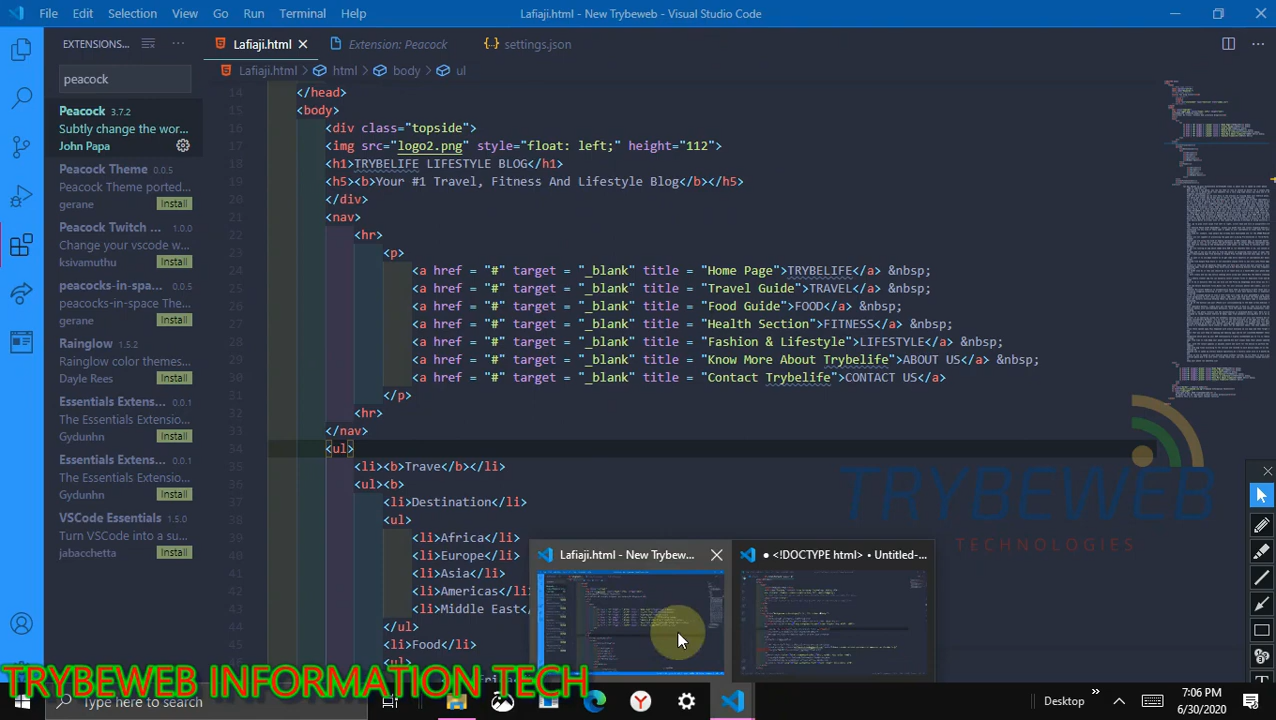 File Edit Selection View Go Run Terminal Help
Lafiaji.html - New Trybeweb - Visual Studio Code
EXTENSIONS...
Lafiaji.html
Extension: Peacock
settings.json
peacock
Lafiaji.html > html > body > ul
Peacock 3.7.2
Subtly change the wor...
John Papa
Peacock Theme 0.0.5
Peacock Theme ported...
gerane Install
Peacock Twitch ... 1.0.0
Change your vscode w...
ksivamuthu Install
peacocks-in-spa... 0.0.5
peacocks-in-space The...
gerane Install
Rainglow 1.5.2
Rainglow color themes...
Dayle Rees Install
Essentials Extens... 0.0.1
The Essentials Extensio...
Gydunhn Install
Essentials Extens... 0.0.1
The Essentials Extensio...
Gydunhn Install
VSCode Essentials 1.5.0
Turn VSCode into a su...
jabacchetta Install
14 </head>
15 <body>
16 <div class="topside">
17 <img src="logo2.png" style="float: left;" height="112">
18 <h1>TRYBELIFE LIFESTYLE BLOG</h1>
19 <h5><b>Your #1 Travel, Fitness And Lifestyle Blog</b></h5>
20 </div>
21 <nav>
22 <hr>
23 <p>
24 <a href = "#" target = "_blank" title = "Home Page">TRYBELIFE</a> &nbsp;
25 <a href = "#" target = "_blank" title = "Travel Guide">TRAVEL</a> &nbsp;
26 <a href = "#" target = "_blank" title = "Food Guide">FOOD</a> &nbsp;
27 <a href = "#" target = "_blank" title = "Health Section">FITNESS</a> &nbsp;
28 <a href = "#" target = "_blank" title = "Fashion & Lifestyle">LIFESTYLE</a> &nbsp;
29 <a href = "#" target = "_blank" title = "Know More About Trybelife">ABOUT US</a> &nbsp;
30 <a href = "#" target = "_blank" title = "Contact Trybelife">CONTACT US</a>
31 </p>
32 <hr>
33 </nav>
34 <ul>
35 <li><b>Trave</b></li>
36 <ul><b>
37 <li>Destination</li>
38 <ul>
39 <li>Africa</li>
40 <li>Europe</li>
41 <li>Asia</li>
42 <li>Amerias</li>
43 <li>Middle East</
44 </ul>
45 <li>Food</li>
TRYBEWEB
TECHNOLOGIES
Lafiaji.html - New Trybew...
● <!DOCTYPE html> • Untitled-...
TRYBEWEB INFORMATION TECH
Type here to search
Desktop
7:06 PM
6/30/2020